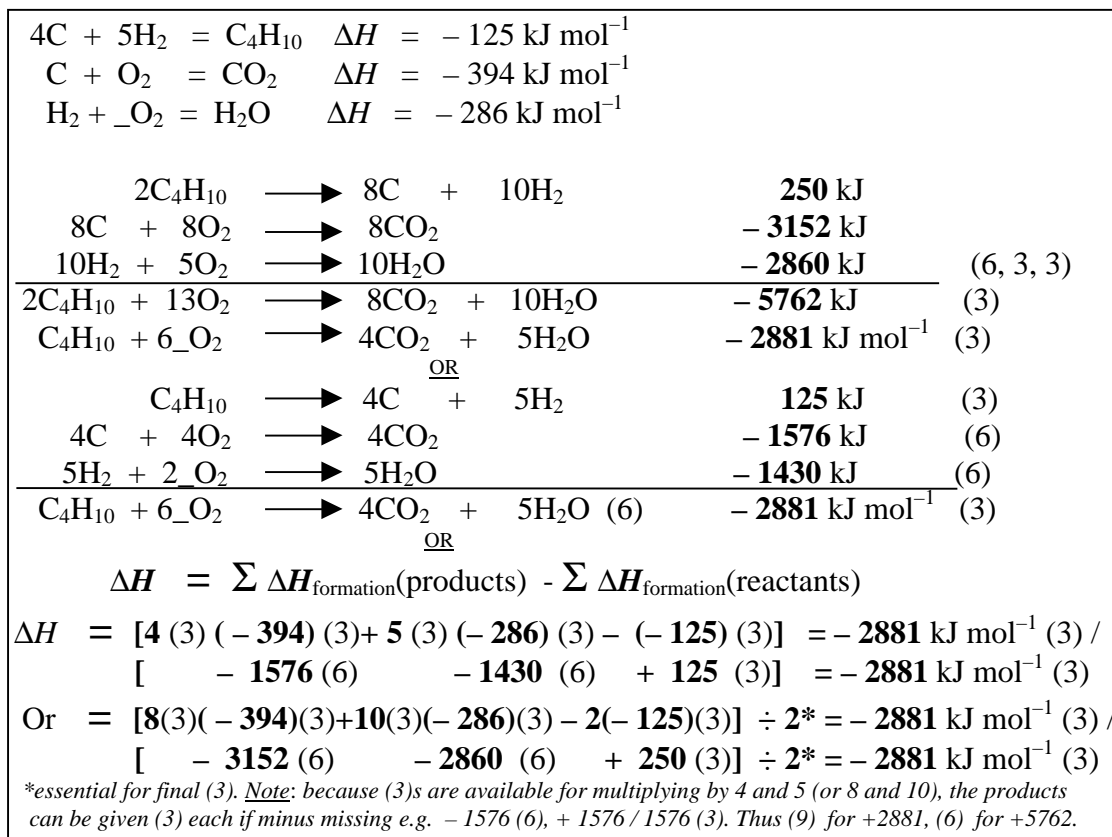 4C + 5H₂ = C₄H₁₀ ΔH = – 125 kJ mol⁻¹
C + O₂ = CO₂ ΔH = – 394 kJ mol⁻¹
H₂ + _O₂ = H₂O ΔH = – 286 kJ mol⁻¹
2C₄H₁₀ ⟶ 8C + 10H₂ 250 kJ
8C + 8O₂ ⟶ 8CO₂ – 3152 kJ
10H₂ + 5O₂ ⟶ 10H₂O – 2860 kJ (6, 3, 3)
2C₄H₁₀ + 13O₂ ⟶ 8CO₂ + 10H₂O – 5762 kJ (3)
C₄H₁₀ + 6_O₂ ⟶ 4CO₂ + 5H₂O – 2881 kJ mol⁻¹ (3)
OR
C₄H₁₀ ⟶ 4C + 5H₂ 125 kJ (3)
4C + 4O₂ ⟶ 4CO₂ – 1576 kJ (6)
5H₂ + 2_O₂ ⟶ 5H₂O – 1430 kJ (6)
C₄H₁₀ + 6_O₂ ⟶ 4CO₂ + 5H₂O (6) – 2881 kJ mol⁻¹ (3)
OR
ΔH = Σ ΔHformation(products) - Σ ΔHformation(reactants)
ΔH = [4 (3) ( – 394) (3)+ 5 (3) (– 286) (3) – (– 125) (3)] = – 2881 kJ mol⁻¹ (3) /
[ – 1576 (6) – 1430 (6) + 125 (3)] = – 2881 kJ mol⁻¹ (3)
Or = [8(3)( – 394)(3)+10(3)(– 286)(3) – 2(– 125)(3)] ÷ 2* = – 2881 kJ mol⁻¹ (3) /
[ – 3152 (6) – 2860 (6) + 250 (3)] ÷ 2* = – 2881 kJ mol⁻¹ (3)
*essential for final (3). Note: because (3)s are available for multiplying by 4 and 5 (or 8 and 10), the products
can be given (3) each if minus missing e.g. – 1576 (6), + 1576 / 1576 (3). Thus (9) for +2881, (6) for +5762.